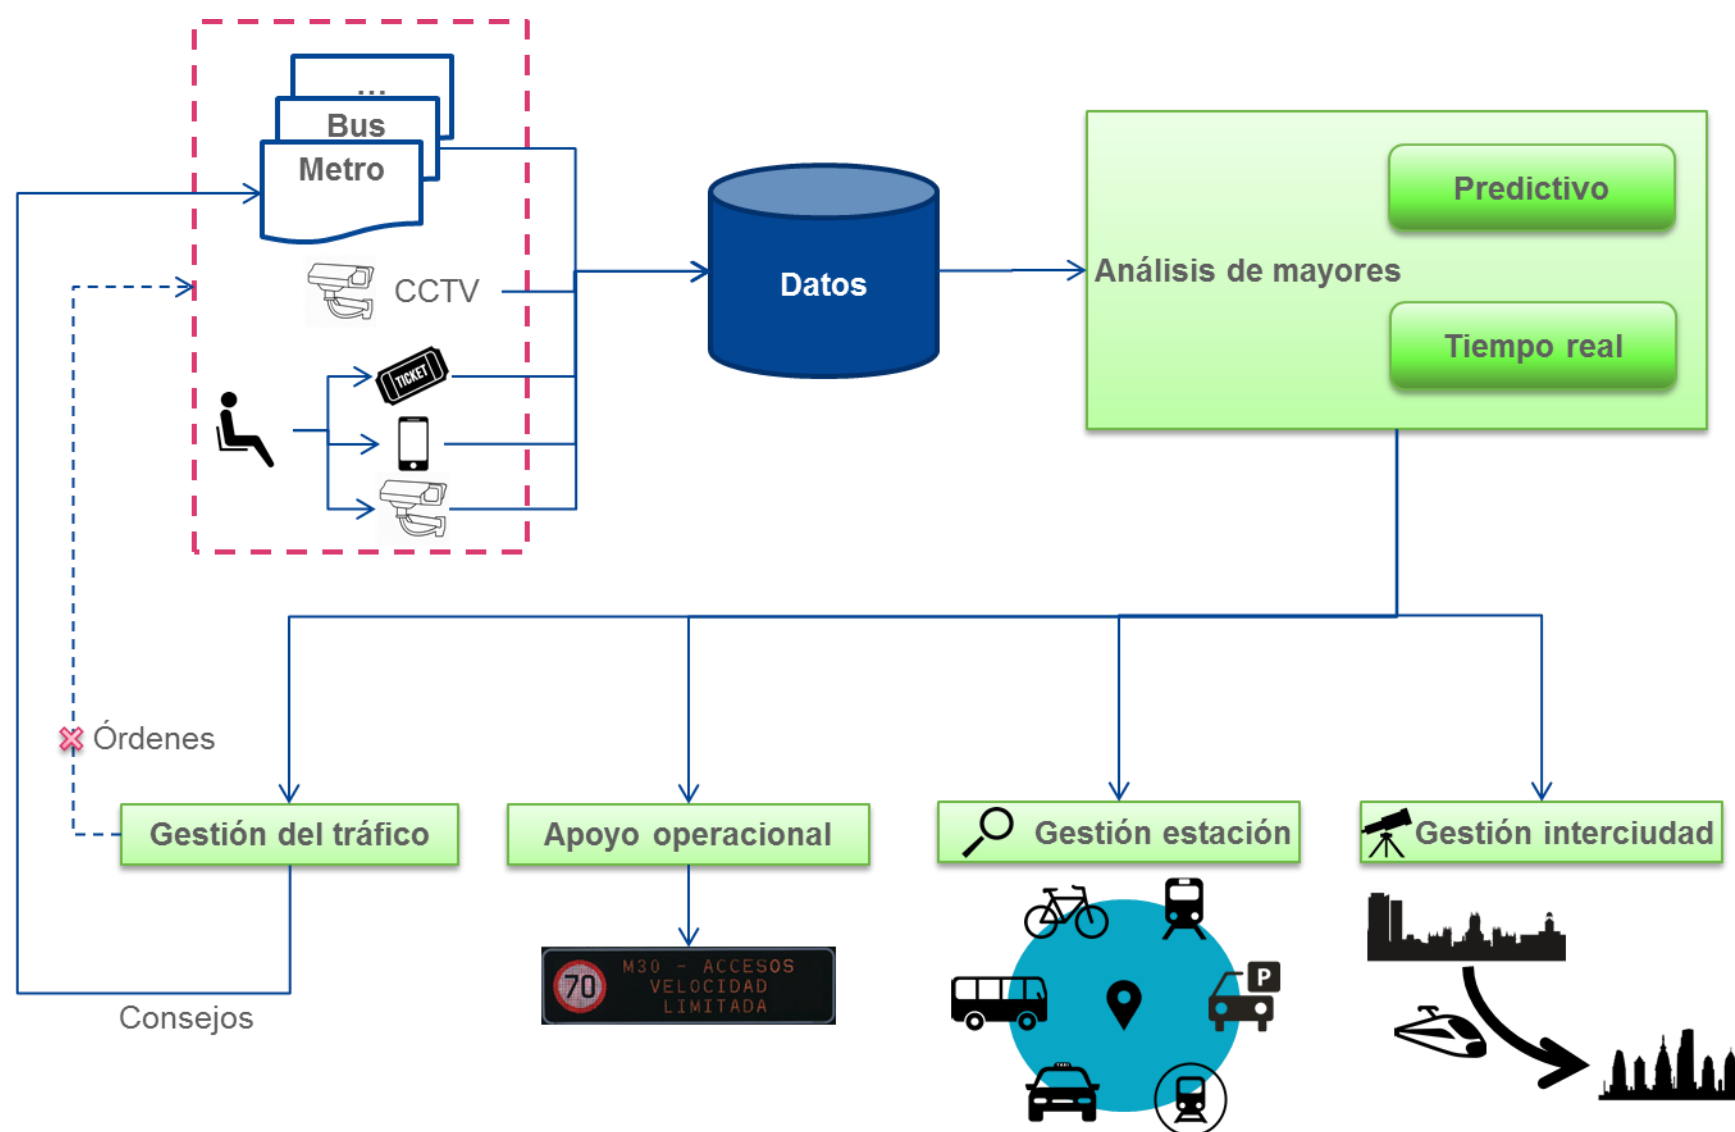 ...
Bus
Metro
CCTV
TICKET
Datos
Análisis de mayores
Predictivo
Tiempo real
Órdenes
Gestión del tráfico
Apoyo operacional
Gestión estación
Gestión interciudad
Consejos
70
M30 - ACCESOS
VELOCIDAD
LIMITADA
P